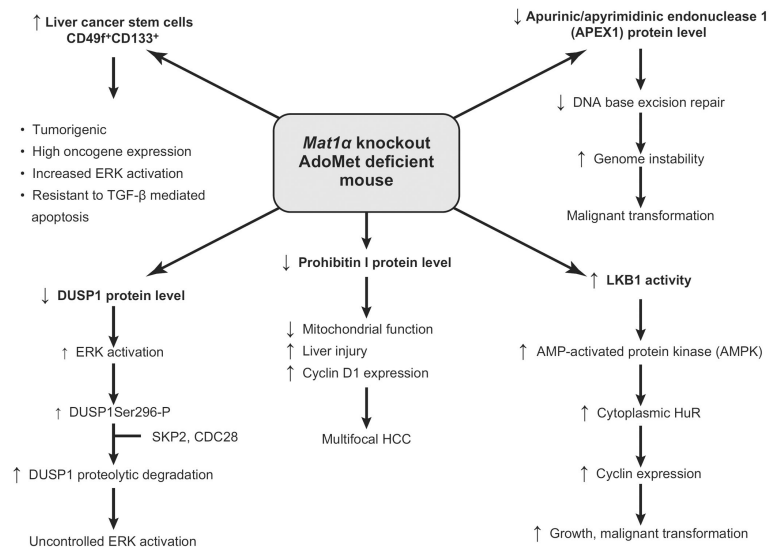 ↑ Liver cancer stem cells
CD49f⁺CD133⁺
• Tumorigenic
• High oncogene expression
• Increased ERK activation
• Resistant to TGF-β mediated
apoptosis
↓ Apurinic/apyrimidinic endonuclease 1
(APEX1) protein level
↓ DNA base excision repair
↑ Genome instability
Malignant transformation
Mat1α knockout
AdoMet deficient
mouse
↓ DUSP1 protein level
↑ ERK activation
↑ DUSP1Ser296-P
SKP2, CDC28
↑ DUSP1 proteolytic degradation
Uncontrolled ERK activation
↓ Prohibitin I protein level
↓ Mitochondrial function
↑ Liver injury
↑ Cyclin D1 expression
Multifocal HCC
↑ LKB1 activity
↑ AMP-activated protein kinase (AMPK)
↑ Cytoplasmic HuR
↑ Cyclin expression
↑ Growth, malignant transformation